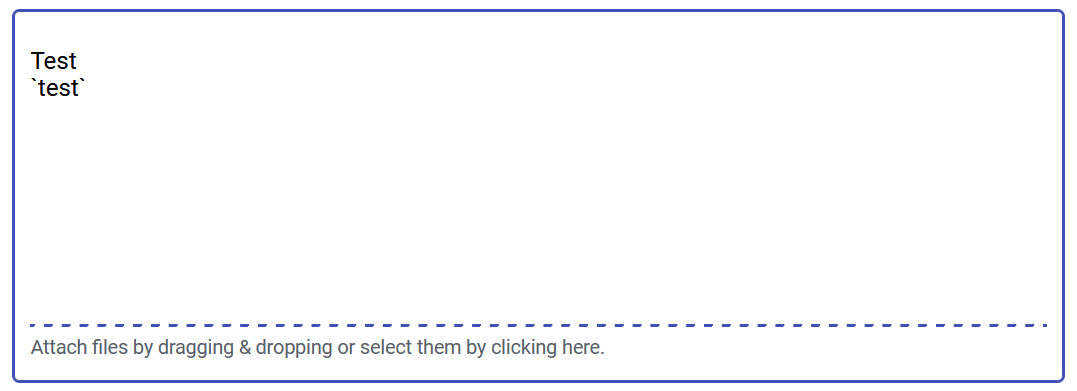 Test
`test`
Attach files by dragging & dropping or select them by clicking here.